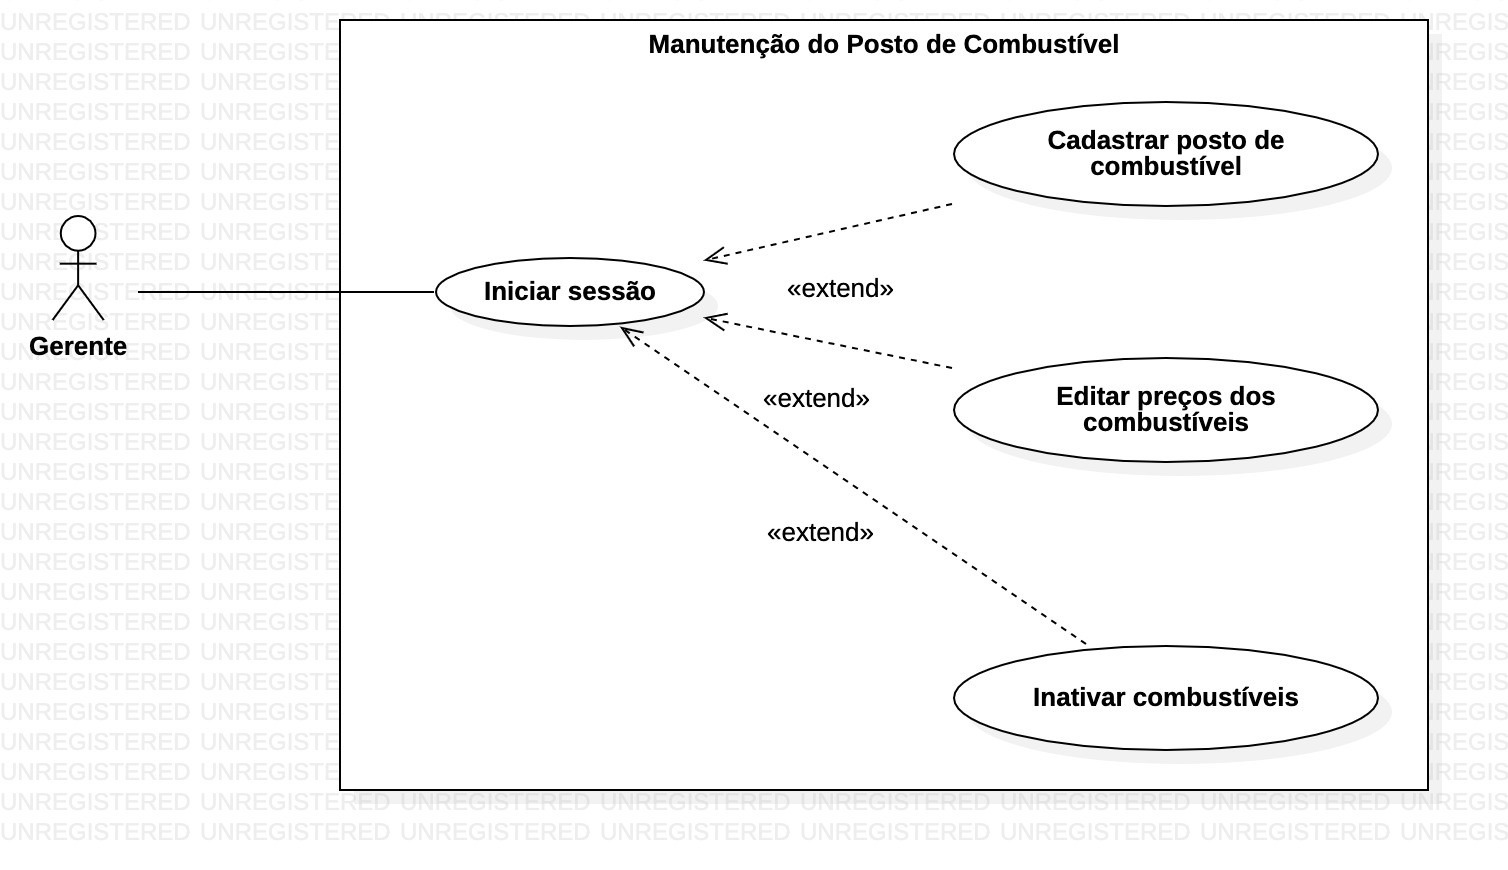 Manutenção do Posto de Combustível
Cadastrar posto de
combustível
Iniciar sessão
«extend»
Gerente
«extend»
Editar preços dos
combustíveis
«extend»
Inativar combustíveis
UNREGISTERED UNREGISTERED UNREGISTERED UNREGISTERED UNREGISTERED UNREGISTERED UNREGISTERED UNREGIS